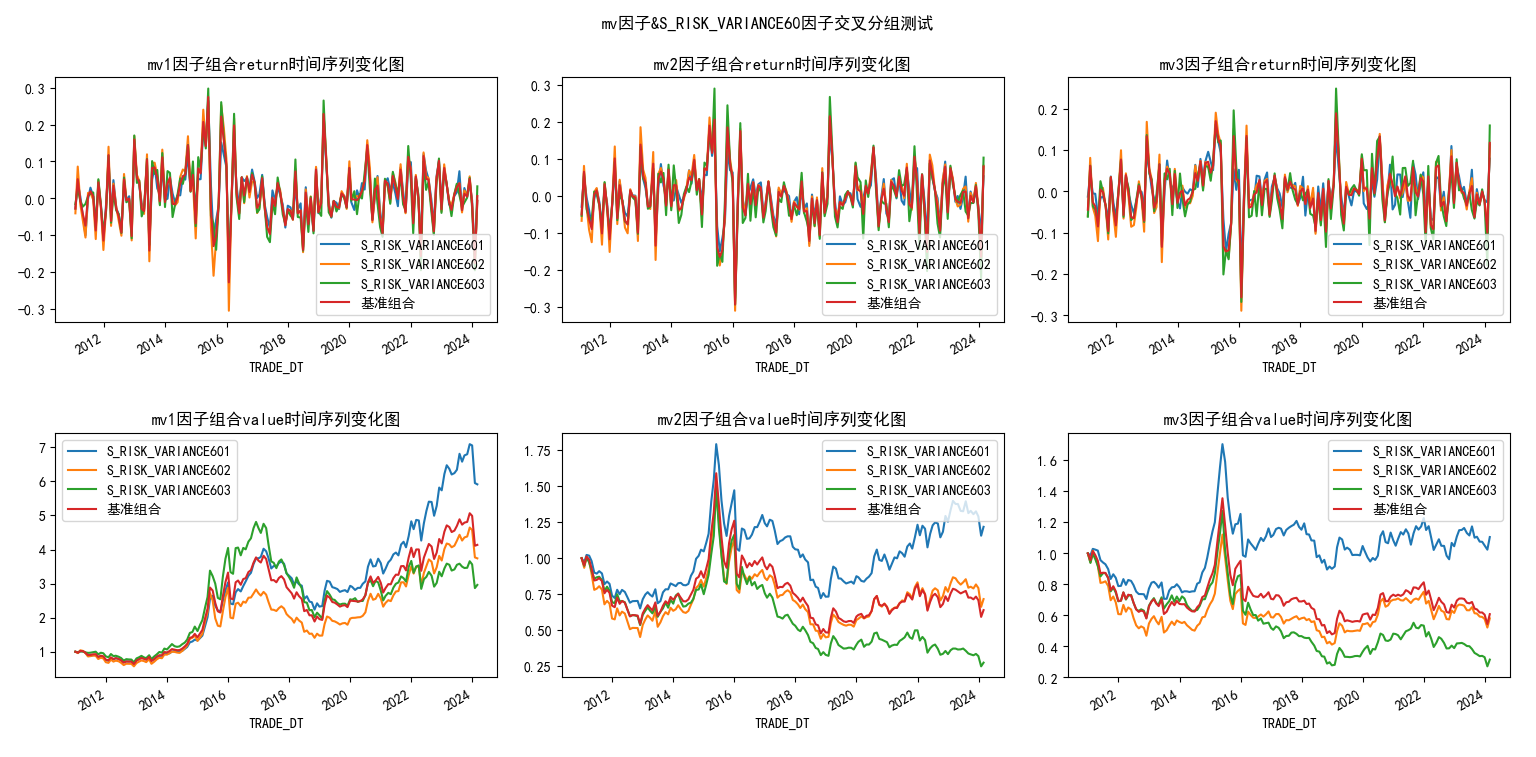 mv因子&S_RISK_VARIANCE60因子交叉分组测试
mv1因子组合return时间序列变化图
0.3
0.2
0.1
0.0
-0.1
-0.2
-0.3
S_RISK_VARIANCE601
S_RISK_VARIANCE602
S_RISK_VARIANCE603
基准组合
2012
2014
2016
2018
2020
2022
2024
TRADE_DT
mv2因子组合return时间序列变化图
0.3
0.2
0.1
0.0
-0.1
-0.2
-0.3
S_RISK_VARIANCE601
S_RISK_VARIANCE602
S_RISK_VARIANCE603
基准组合
2012
2014
2016
2018
2020
2022
2024
TRADE_DT
mv3因子组合return时间序列变化图
0.2
0.1
0.0
-0.1
-0.2
-0.3
S_RISK_VARIANCE601
S_RISK_VARIANCE602
S_RISK_VARIANCE603
基准组合
2012
2014
2016
2018
2020
2022
2024
TRADE_DT
mv1因子组合value时间序列变化图
7
6
5
4
3
2
1
S_RISK_VARIANCE601
S_RISK_VARIANCE602
S_RISK_VARIANCE603
基准组合
2012
2014
2016
2018
2020
2022
2024
TRADE_DT
mv2因子组合value时间序列变化图
1.75
1.50
1.25
1.00
0.75
0.50
0.25
S_RISK_VARIANCE601
S_RISK_VARIANCE602
S_RISK_VARIANCE603
基准组合
2012
2014
2016
2018
2020
2022
2024
TRADE_DT
mv3因子组合value时间序列变化图
1.6
1.4
1.2
1.0
0.8
0.6
0.4
0.2
S_RISK_VARIANCE601
S_RISK_VARIANCE602
S_RISK_VARIANCE603
基准组合
2012
2014
2016
2018
2020
2022
2024
TRADE_DT